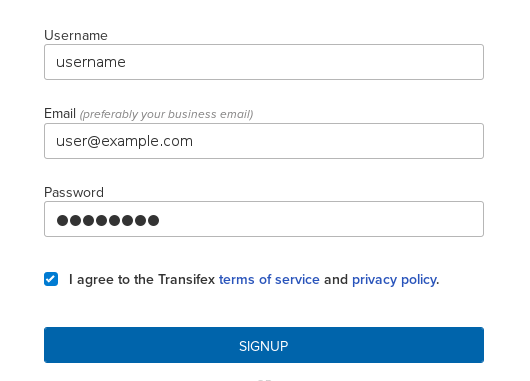 Username
username
Email (preferably your business email)
user@example.com
Password
●●●●●●●●
I agree to the Transifex terms of service and privacy policy.
SIGNUP